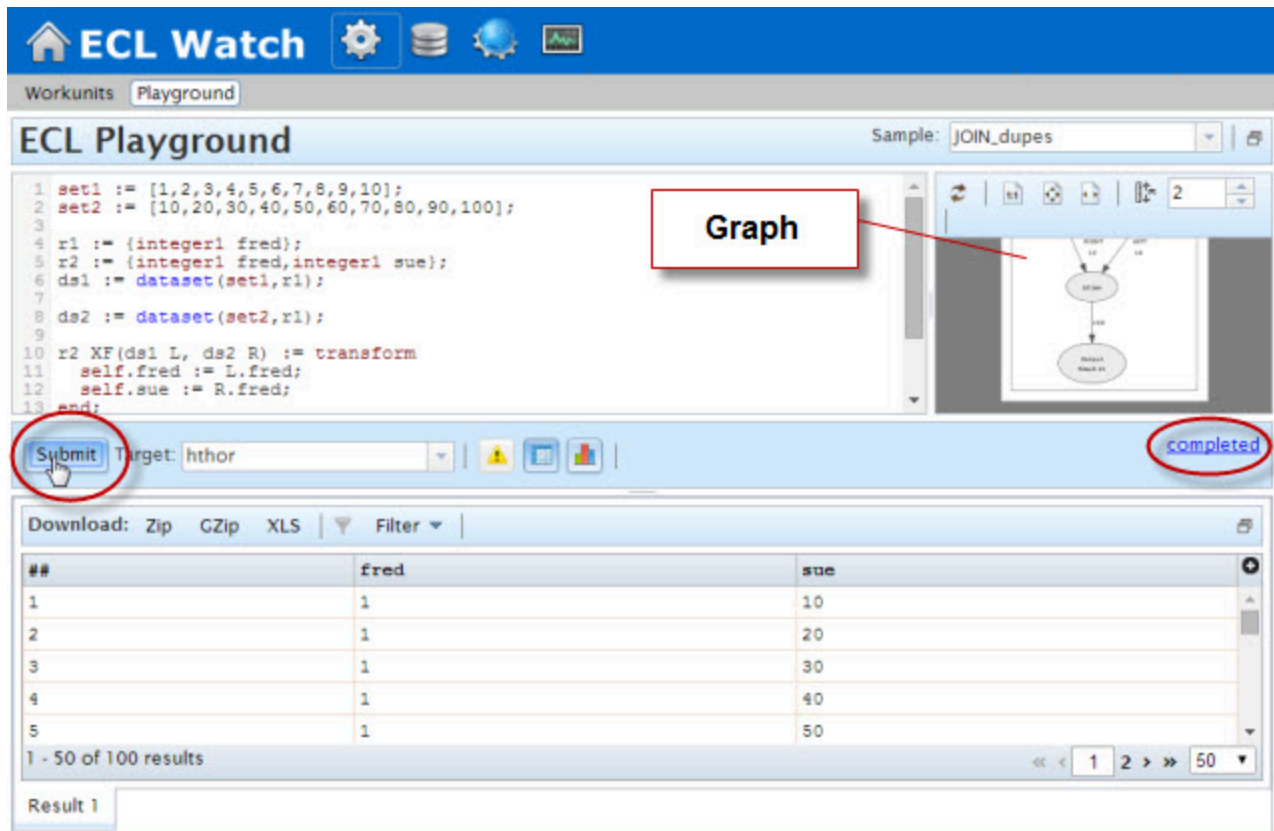 ECL Watch
Workunits Playground
ECL Playground
Sample: JOIN_dupes
1 set1 := [1,2,3,4,5,6,7,8,9,10];
2 set2 := [10,20,30,40,50,60,70,80,90,100];
3
4 r1 := {integer1 fred};
5 r2 := {integer1 fred,integer1 sue};
6 ds1 := dataset(set1,r1);
7
8 ds2 := dataset(set2,r1);
9
10 r2 XF(ds1 L, ds2 R) := transform
11 self.fred := L.fred;
12 self.sue := R.fred;
13 end;
Graph
2
Submit Target: hthor
completed
Download: Zip GZip XLS Filter
## fred sue
1 1 10
2 1 20
3 1 30
4 1 40
5 1 50
1 - 50 of 100 results
« < 1 2 > » 50
Result 1